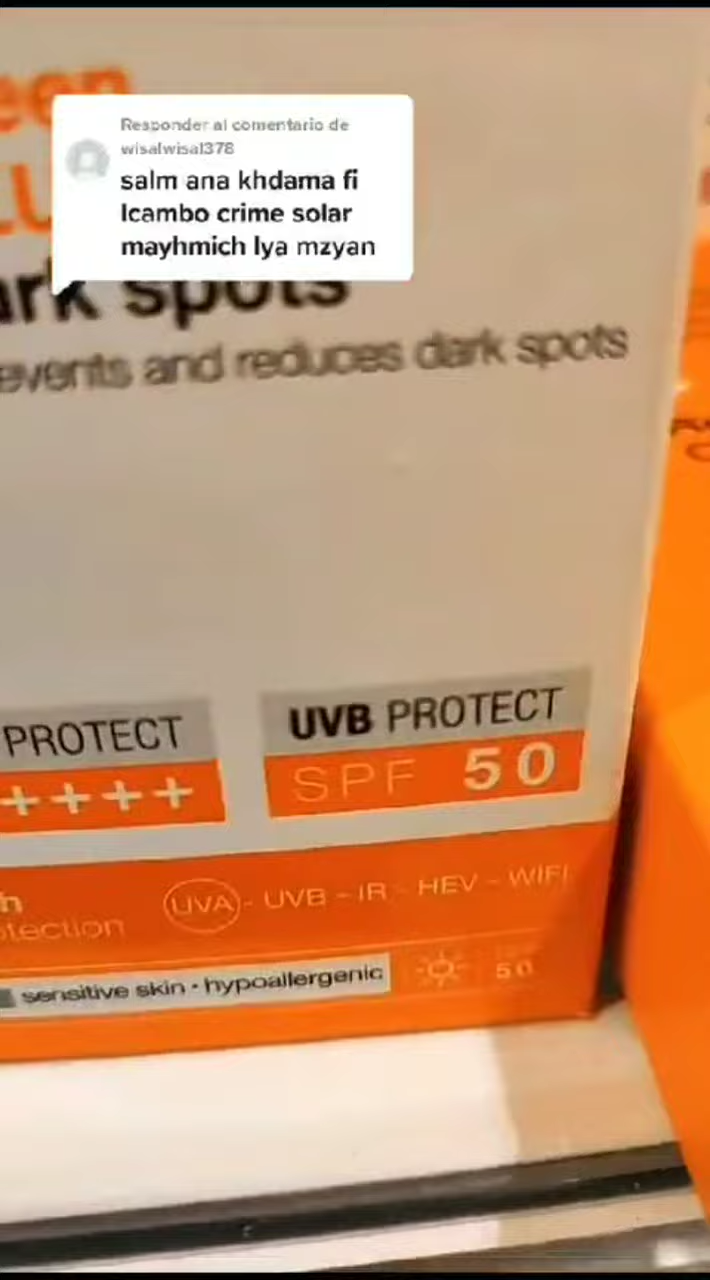 een
Responder al comentario de
wisalwisal378
salm ana khdama fi
lcambo crime solar
mayhmich lya mzyan
ark spots
events and reduces dark spots
PROTECT
++++
UVB PROTECT
SPF 50
h
otection
UVA - UVB - IR - HEV - WIFI
sensitive skin · hypoallergenic
50